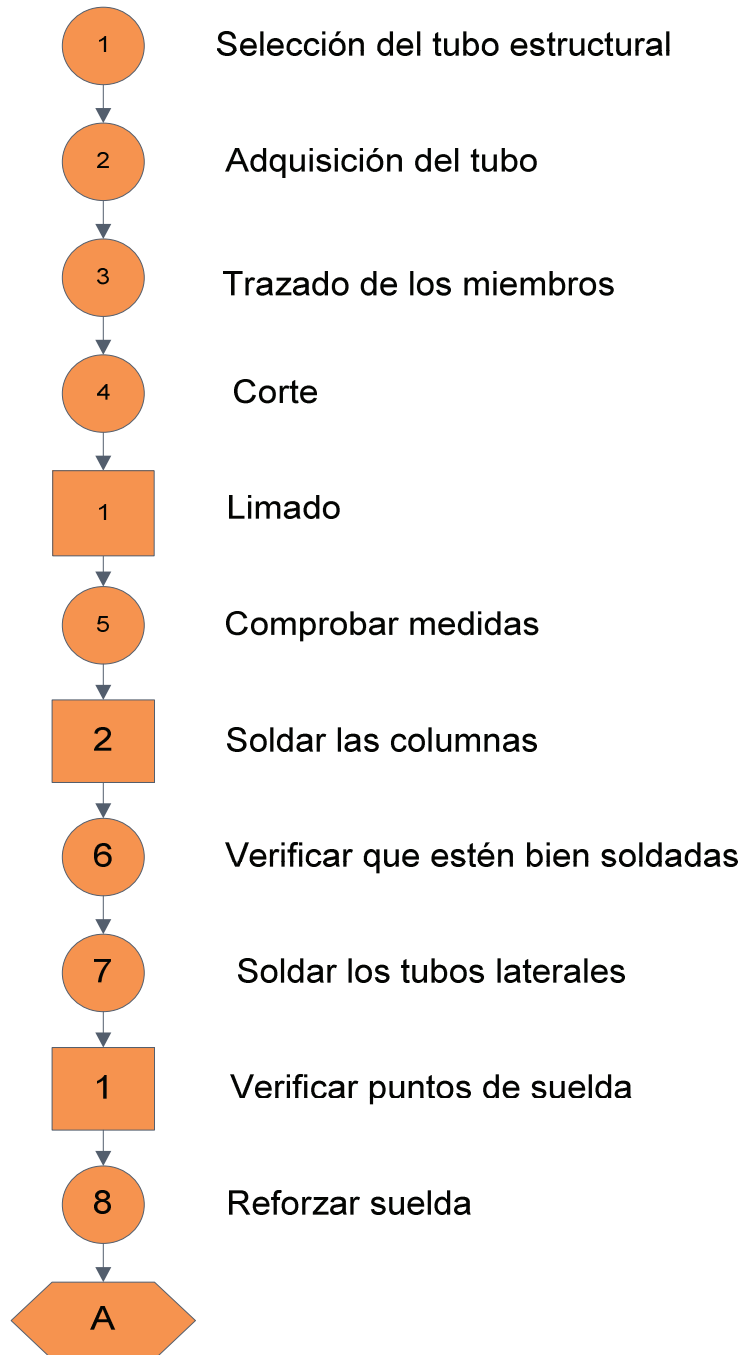 1 Selección del tubo estructural
2 Adquisición del tubo
3 Trazado de los miembros
4 Corte
1 Limado
5 Comprobar medidas
2 Soldar las columnas
6 Verificar que estén bien soldadas
7 Soldar los tubos laterales
1 Verificar puntos de suelda
8 Reforzar suelda
A